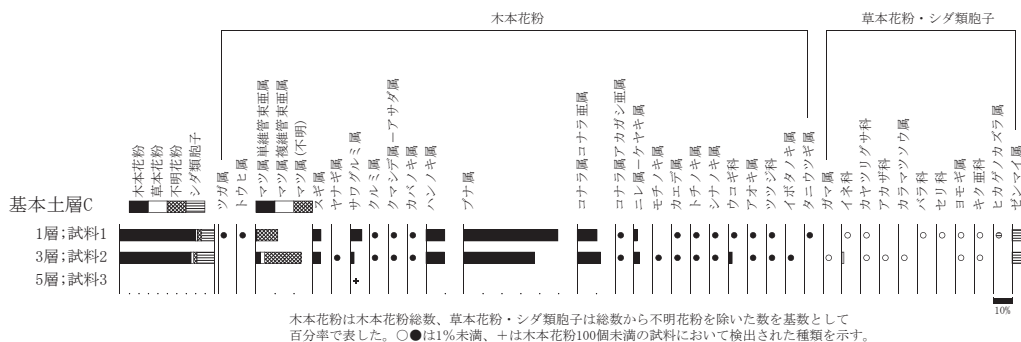 木本花粉
草本花粉・シダ類胞子
木本花粉
草本花粉
不明花粉
シダ類胞子
ツガ属
トウヒ属
マツ属単維管束亜属
マツ属複維管束亜属
マツ属(不明)
スギ属
ヤナギ属
サワグルミ属
クルミ属
クマシデ属−アサダ属
カバノキ属
ハンノキ属
ブナ属
コナラ属コナラ亜属
コナラ属アカガシ亜属
ニレ属−ケヤキ属
モチノキ属
カエデ属
トチノキ属
シナノキ属
ウコギ科
アオキ属
ツツジ科
イボタノキ属
タニウツギ属
ガマ属
イネ科
カヤツリグサ科
アカザ科
カラマツソウ属
バラ科
セリ科
ヨモギ属
キク亜科
ヒカゲノカズラ属
ゼンマイ属
基本土層C
1層;試料1
3層;試料2
5層;試料3
10%
木本花粉は木本花粉総数、草本花粉・シダ類胞子は総数から不明花粉を除いた数を基数として
百分率で表した。○●は1%未満、+は木本花粉100個未満の試料において検出された種類を示す。